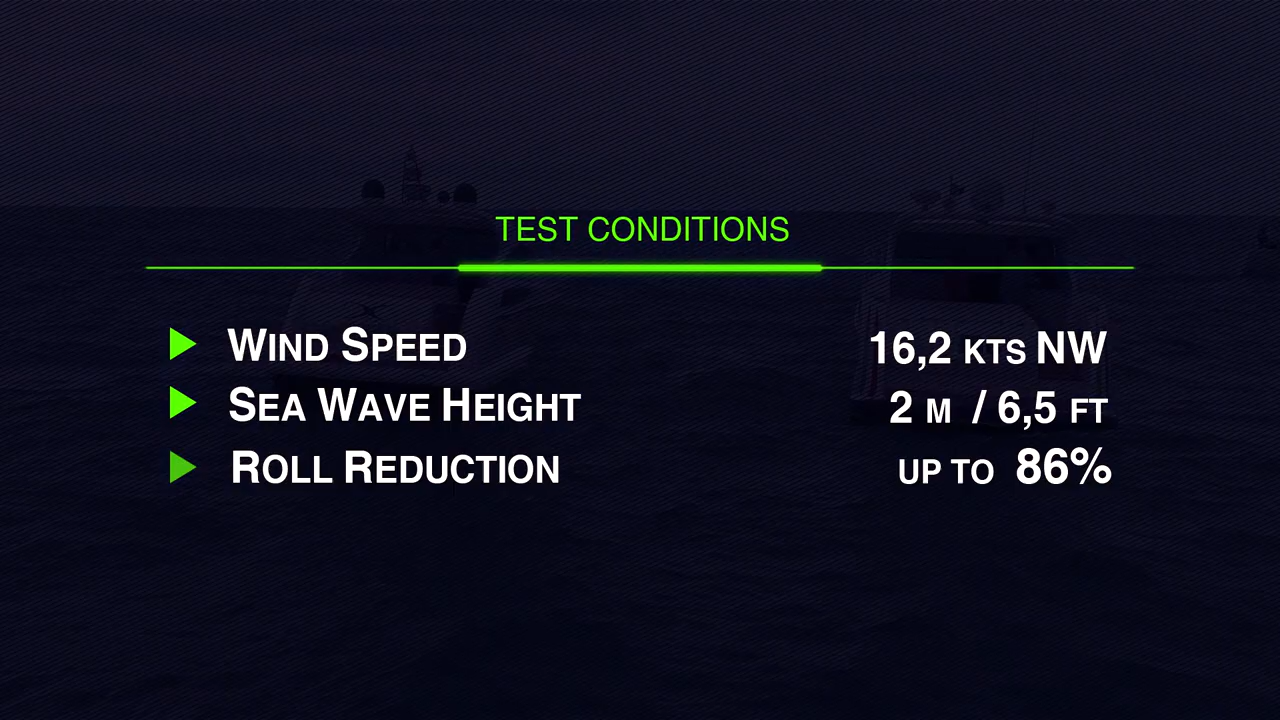 TEST CONDITIONS
WIND SPEED 16,2 KTS NW
SEA WAVE HEIGHT 2 M / 6,5 FT
ROLL REDUCTION UP TO 86%